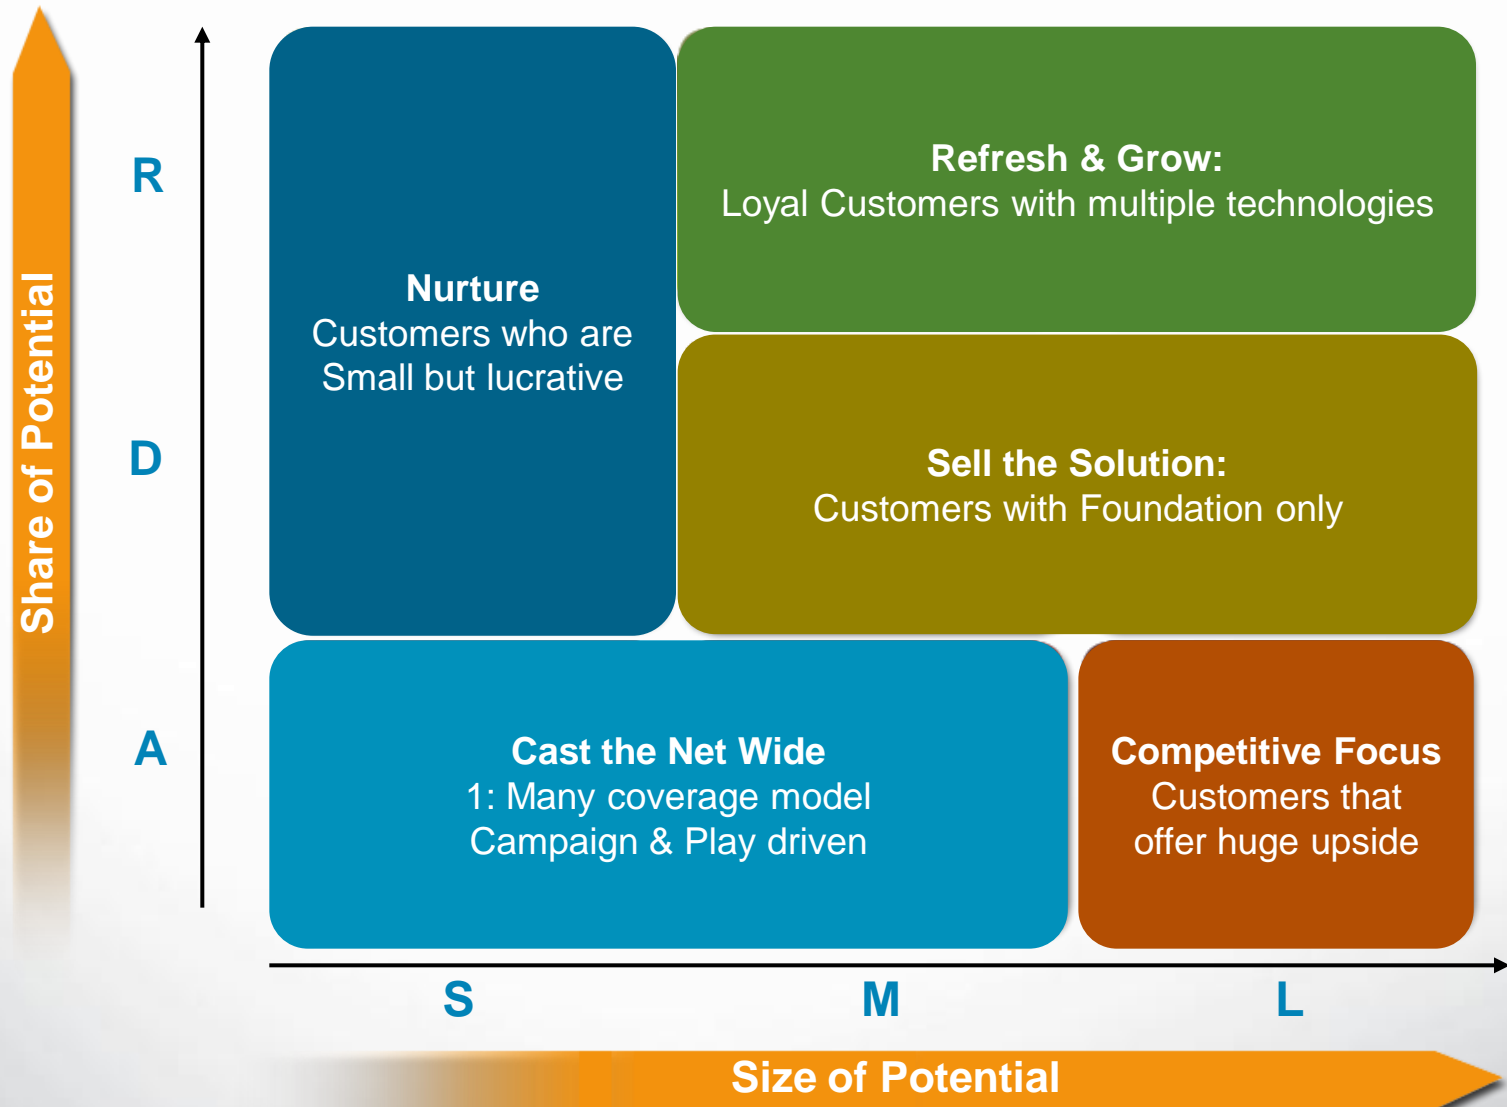 Share of Potential
R
D
A
Nurture
Customers who are
Small but lucrative
Refresh & Grow:
Loyal Customers with multiple technologies
Sell the Solution:
Customers with Foundation only
Cast the Net Wide
1: Many coverage model
Campaign & Play driven
Competitive Focus
Customers that
offer huge upside
S
M
L
Size of Potential